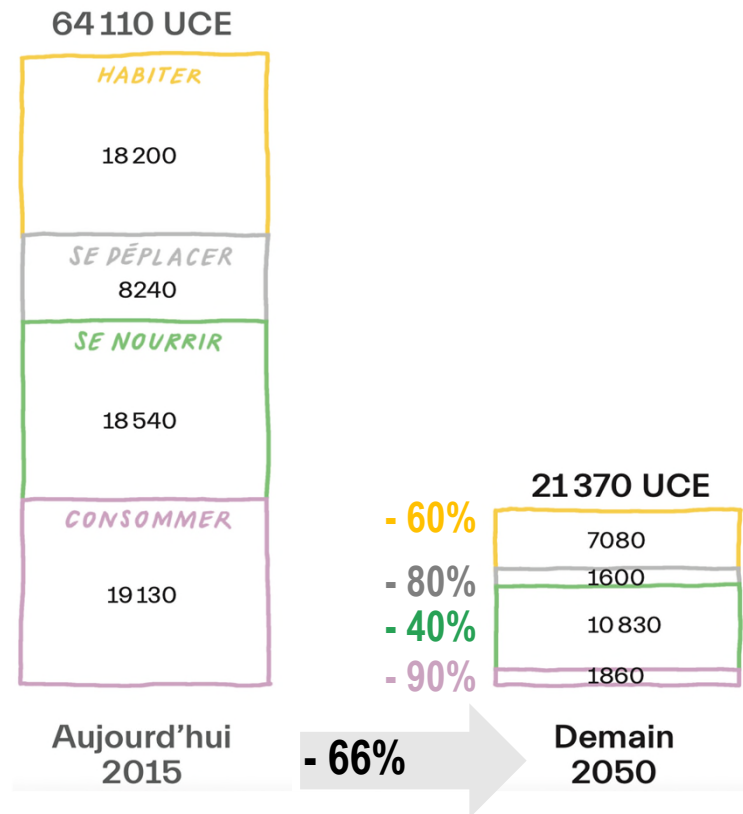 64 110 UCE
HABITER
18 200
SE DÉPLACER
8240
SE NOURRIR
18 540
CONSOMMER
19 130
Aujourd'hui
2015
- 66%
- 60%
- 80%
- 40%
- 90%
21 370 UCE
7080
1600
10 830
1860
Demain
2050